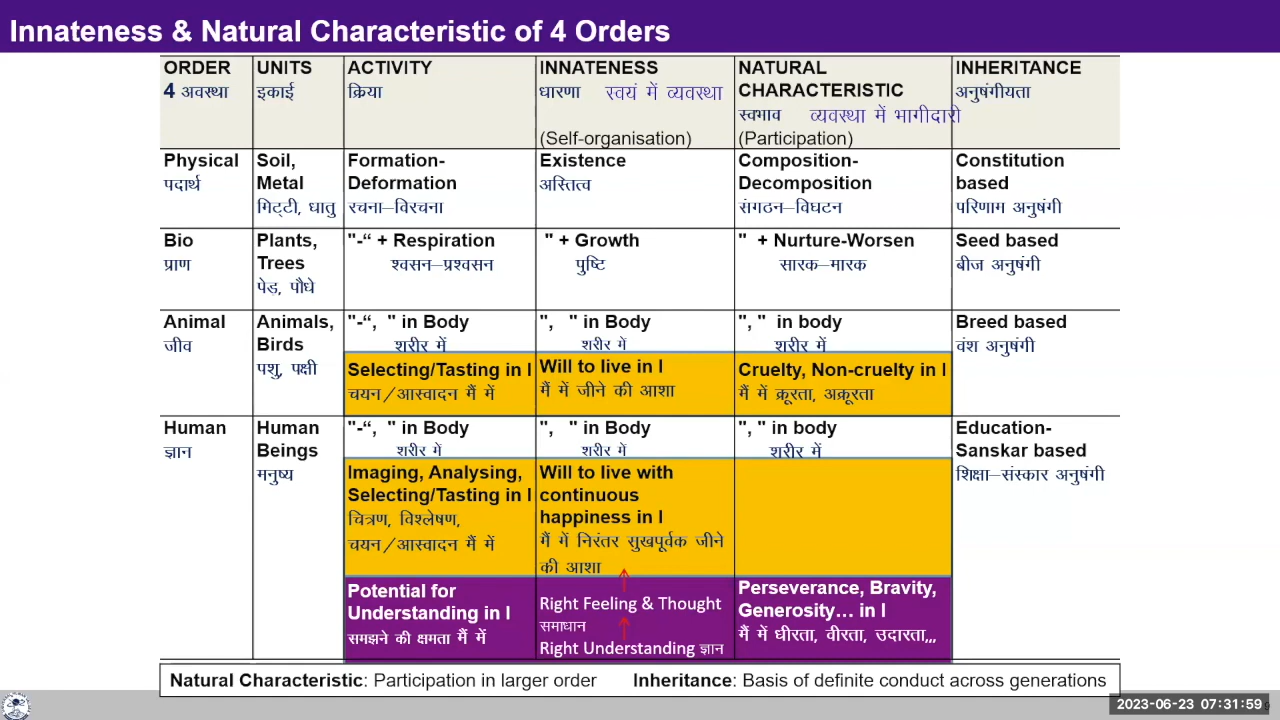 Innateness & Natural Characteristic of 4 Orders
ORDER
4 अवस्था
UNITS
इकाई
ACTIVITY
क्रिया
INNATENESS
धारणा स्वयं में व्यवस्था
(Self-organisation)
NATURAL
CHARACTERISTIC
स्वभाव व्यवस्था में भागीदारी
(Participation)
INHERITANCE
अनुषंगीयता
Physical
पदार्थ
Soil,
Metal
मिट्टी, धातु
Formation-
Deformation
रचना–विरचना
Existence
अस्तित्व
Composition-
Decomposition
संगठन–विघटन
Constitution
based
परिणाम अनुषंगी
Bio
प्राण
Plants,
Trees
पेड़, पौधे
"-“ + Respiration
श्वसन–प्रश्वसन
" + Growth
पुष्टि
" + Nurture-Worsen
सारक–मारक
Seed based
बीज अनुषंगी
Animal
जीव
Animals,
Birds
पशु, पक्षी
"-“, " in Body
शरीर में
Selecting/Tasting in I
चयन/आस्वादन मैं में
", " in Body
शरीर में
Will to live in I
मैं में जीने की आशा
", " in body
शरीर में
Cruelty, Non-cruelty in I
मैं में क्रूरता, अक्रूरता
Breed based
वंश अनुषंगी
Human
ज्ञान
Human
Beings
मनुष्य
"-“, " in Body
शरीर में
Imaging, Analysing,
Selecting/Tasting in I
चित्रण, विश्लेषण,
चयन/आस्वादन मैं में
Potential for
Understanding in I
समझने की क्षमता मैं में
", " in Body
शरीर में
Will to live with
continuous
happiness in I
मैं में निरंतर सुखपूर्वक जीने
की आशा
Right Feeling & Thought
समाधान
Right Understanding ज्ञान
", " in body
शरीर में
Perseverance, Bravity,
Generosity… in I
मैं में धीरता, वीरता, उदारता,,,
Education-
Sanskar based
शिक्षा–संस्कार अनुषंगी
Natural Characteristic: Participation in larger order Inheritance: Basis of definite conduct across generations
2023-06-23 07:31:59